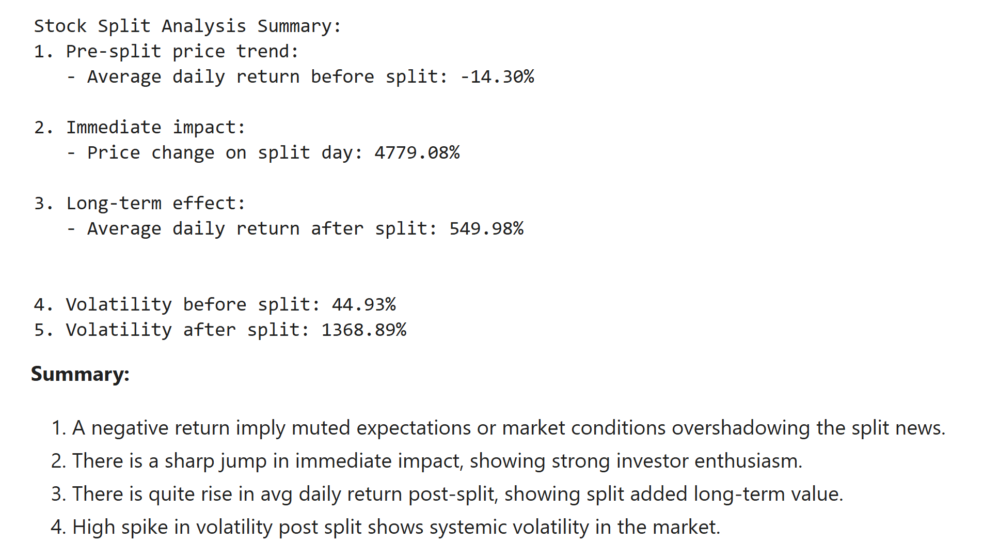 Stock Split Analysis Summary:
1. Pre-split price trend:
- Average daily return before split: -14.30%
2. Immediate impact:
- Price change on split day: 4779.08%
3. Long-term effect:
- Average daily return after split: 549.98%
4. Volatility before split: 44.93%
5. Volatility after split: 1368.89%
Summary:
1. A negative return imply muted expectations or market conditions overshadowing the split news.
2. There is a sharp jump in immediate impact, showing strong investor enthusiasm.
3. There is quite rise in avg daily return post-split, showing split added long-term value.
4. High spike in volatility post split shows systemic volatility in the market.